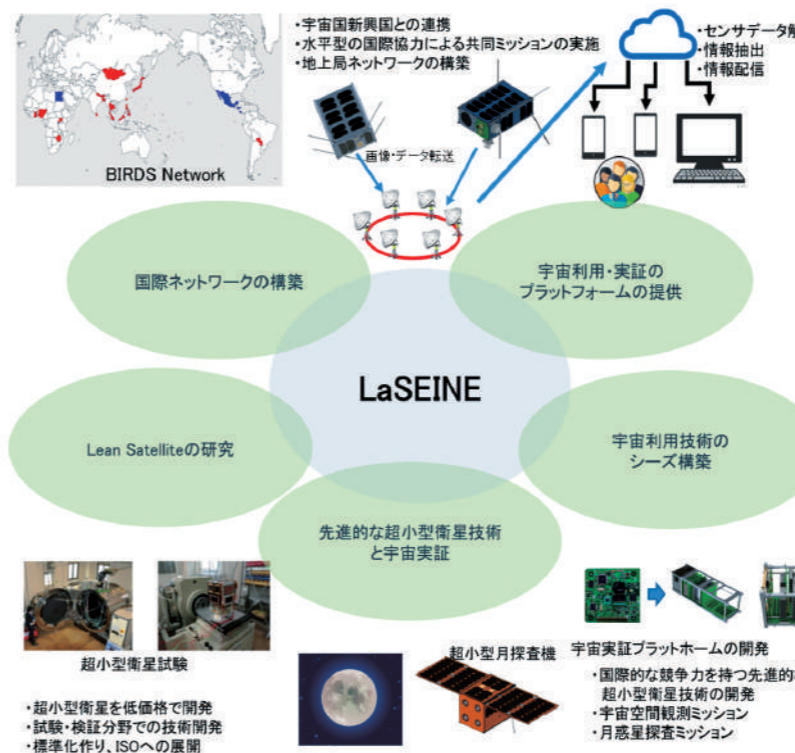 ・宇宙国新興国との連携
・水平型の国際協力による共同ミッションの実施
・地上局ネットワークの構築
・センサデータ解
・情報抽出
・情報配信
BIRDS Network
画像・データ転送
国際ネットワークの構築
宇宙利用・実証の
プラットフォームの提供
LaSEINE
Lean Satelliteの研究
宇宙利用技術の
シーズ構築
先進的な超小型衛星技術
と宇宙実証
超小型衛星試験
・超小型衛星を低価格で開発
・試験・検証分野での技術開発
・標準化作り、ISOへの展開
超小型月探査機
宇宙実証プラットホームの開発
・国際的な競争力を持つ先進的
超小型衛星技術の開発
・宇宙空間観測ミッション
・月惑星探査ミッション